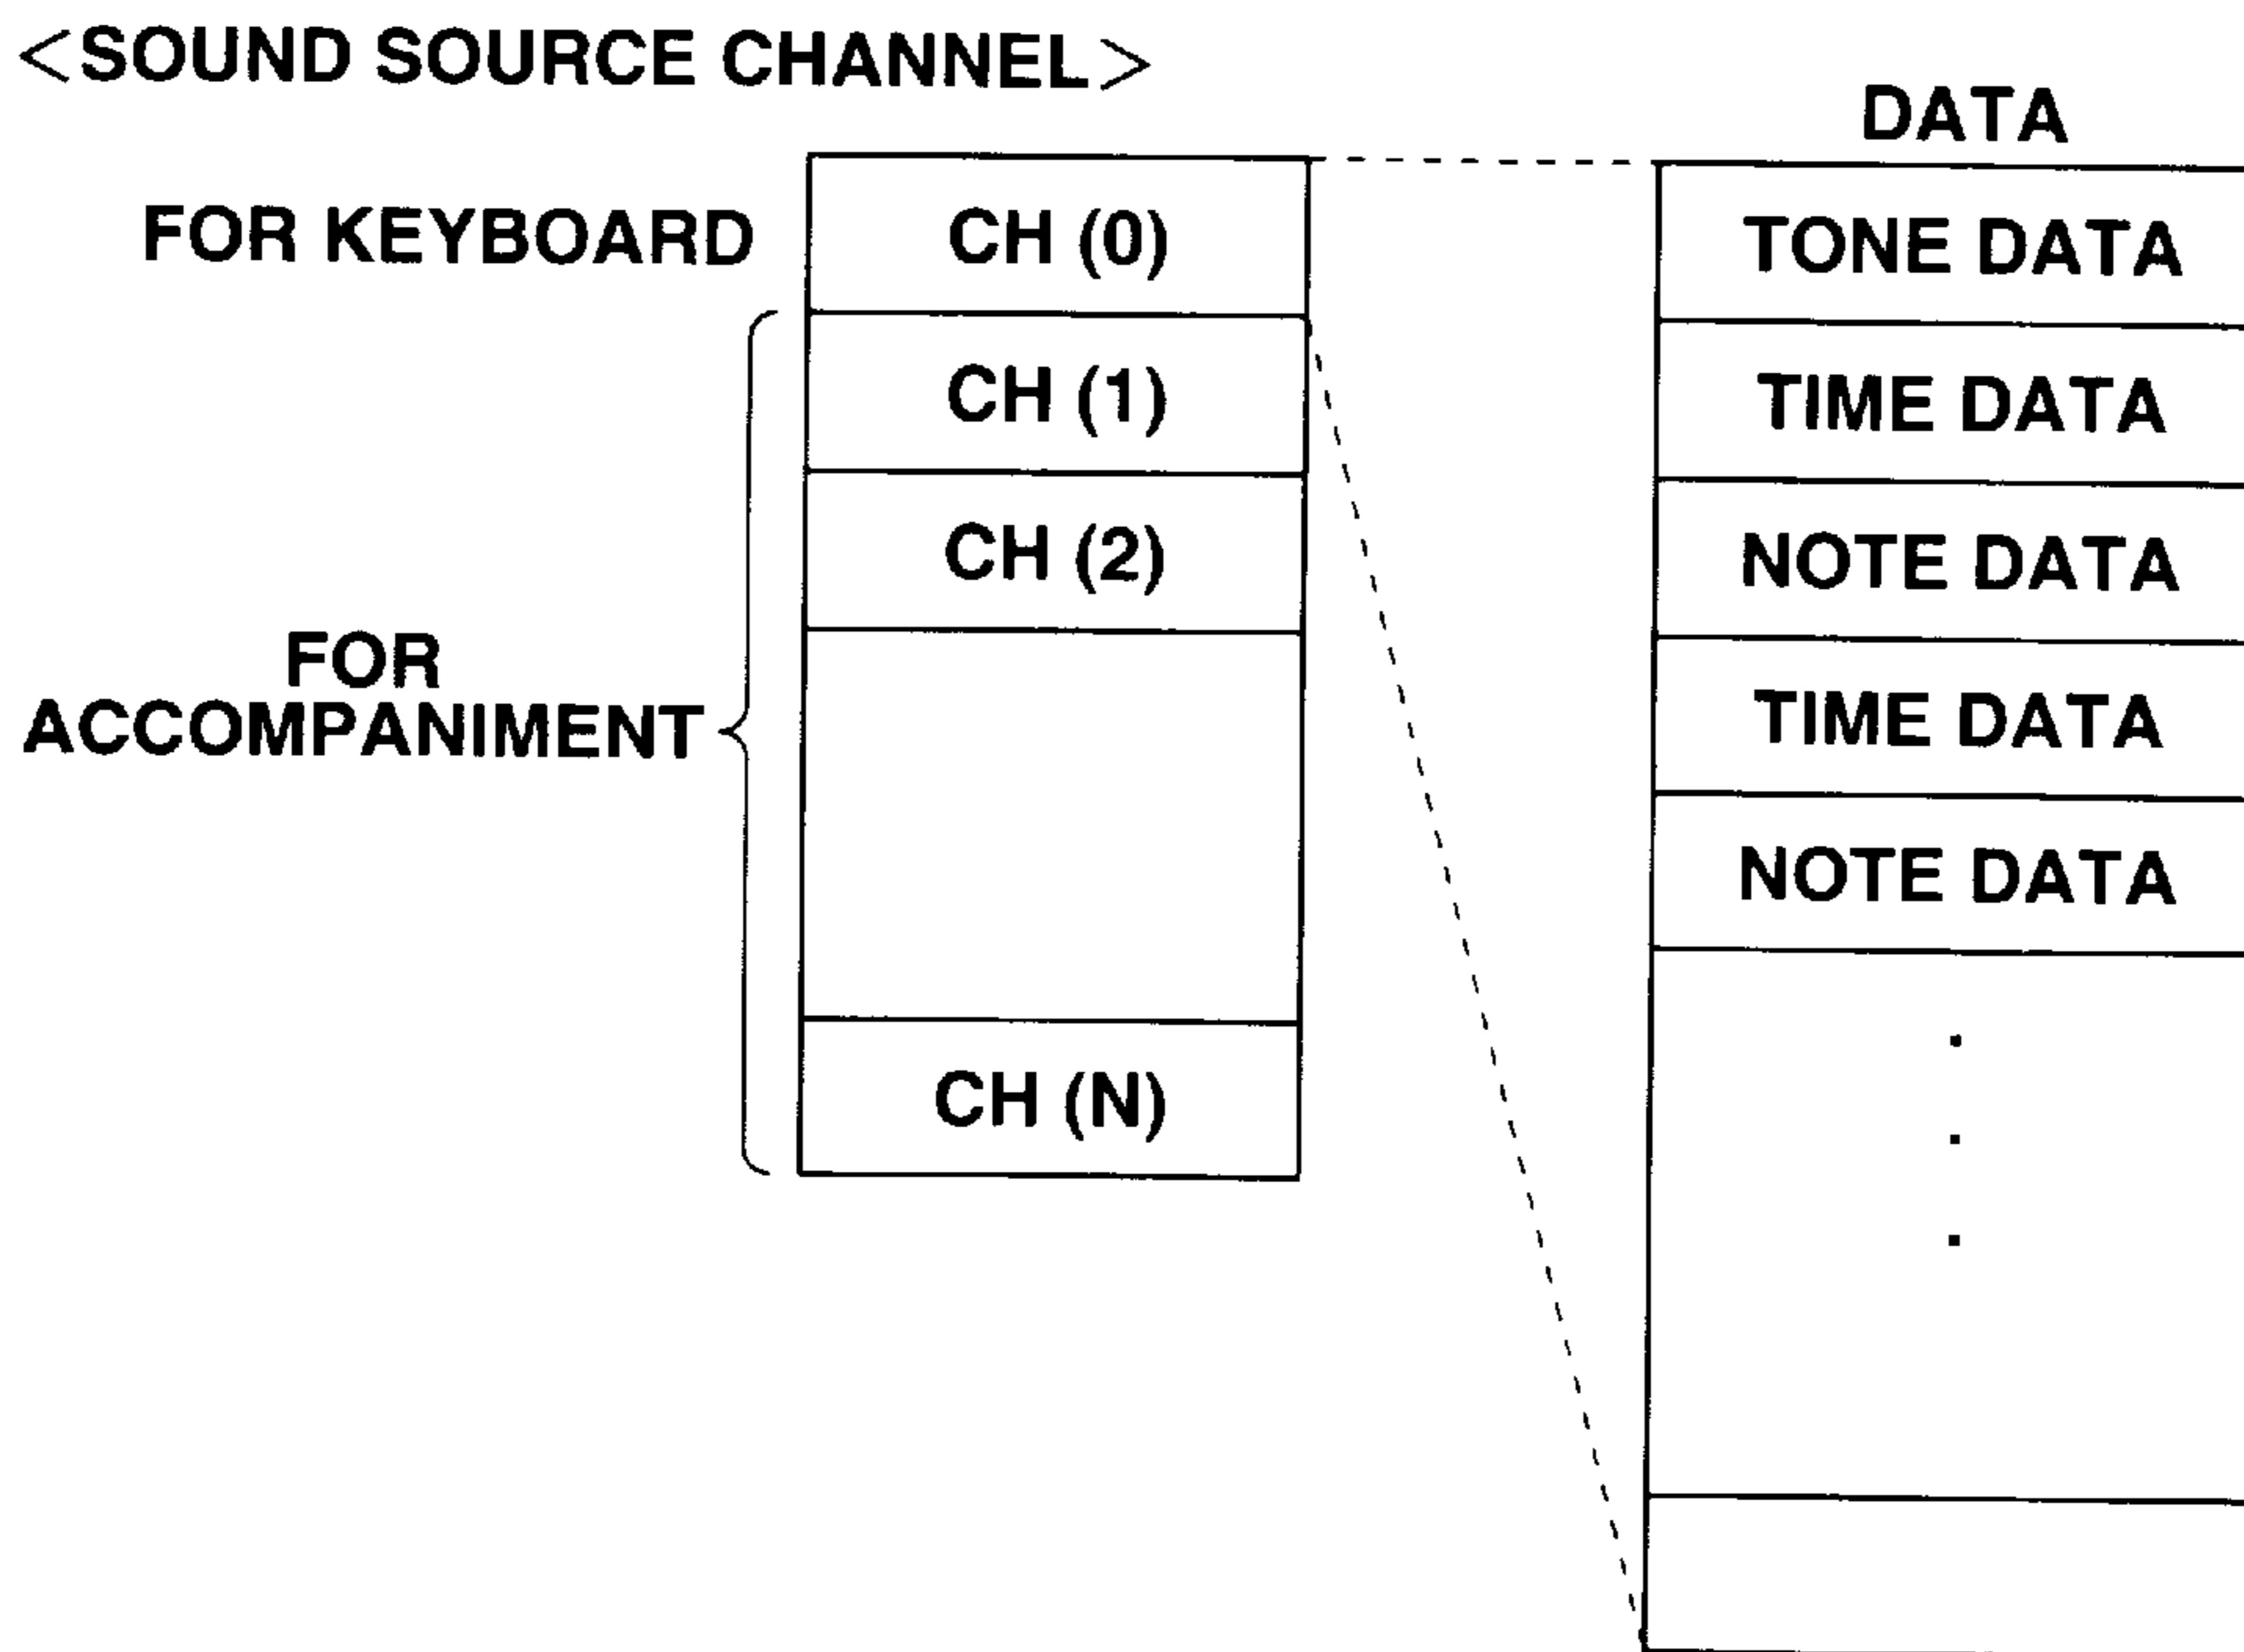 <SOUND SOURCE CHANNEL>
FOR KEYBOARD
CH (0)
CH (1)
CH (2)
FOR
ACCOMPANIMENT
CH (N)
DATA
TONE DATA
TIME DATA
NOTE DATA
TIME DATA
NOTE DATA